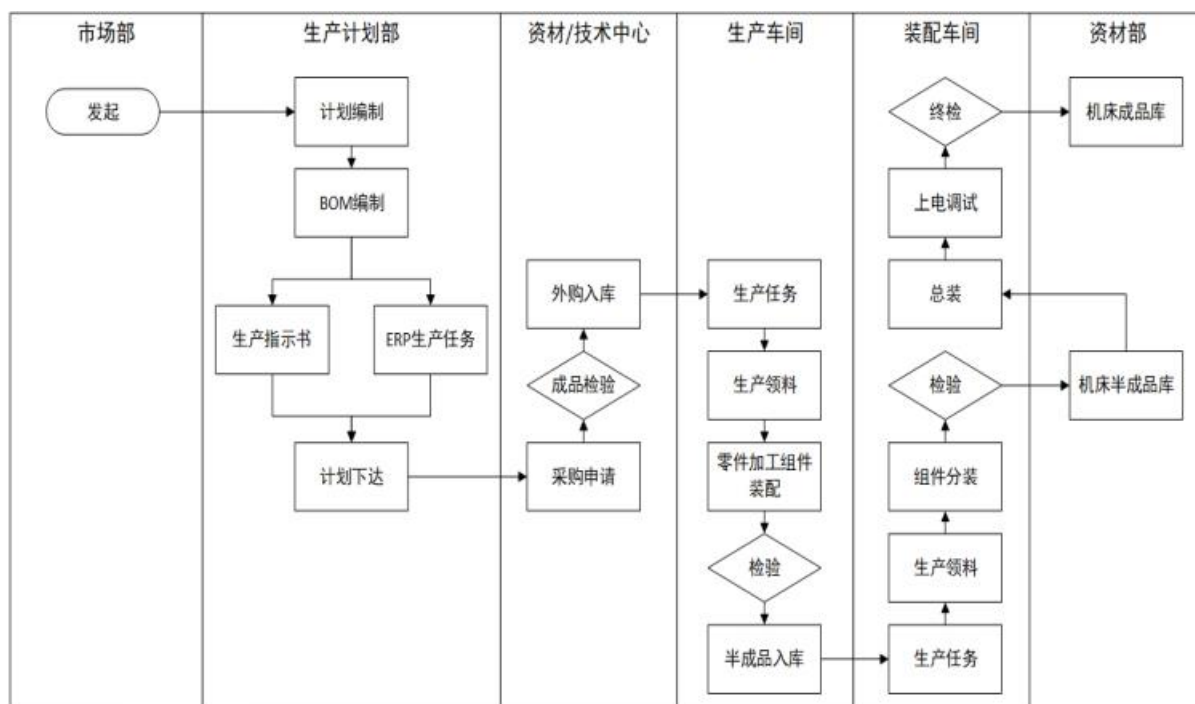 市场部
生产计划部
资材/技术中心
生产车间
装配车间
资材部
发起
计划编制
BOM编制
生产指示书
ERP生产任务
计划下达
外购入库
成品检验
采购申请
生产任务
生产领料
零件加工组件
装配
检验
半成品入库
终检
上电调试
总装
检验
组件分装
生产领料
生产任务
机床成品库
机床半成品库